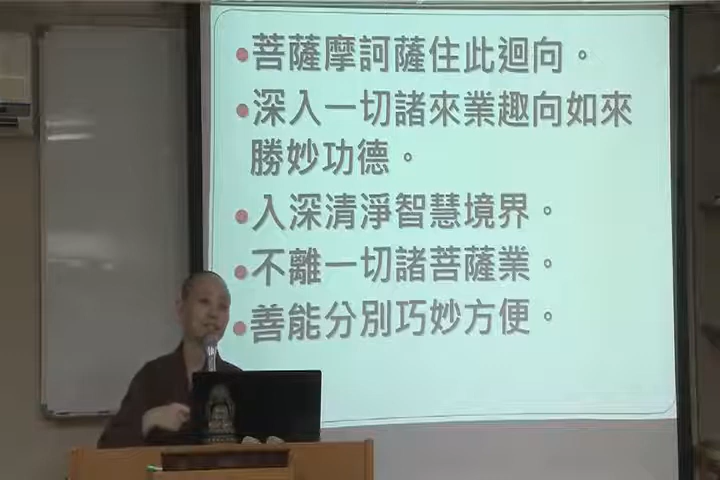 •菩薩摩訶薩住此迴向。
•深入一切諸來業趣向如來
勝妙功德。
•入深清淨智慧境界。
•不離一切諸菩薩業。
•善能分別巧妙方便。